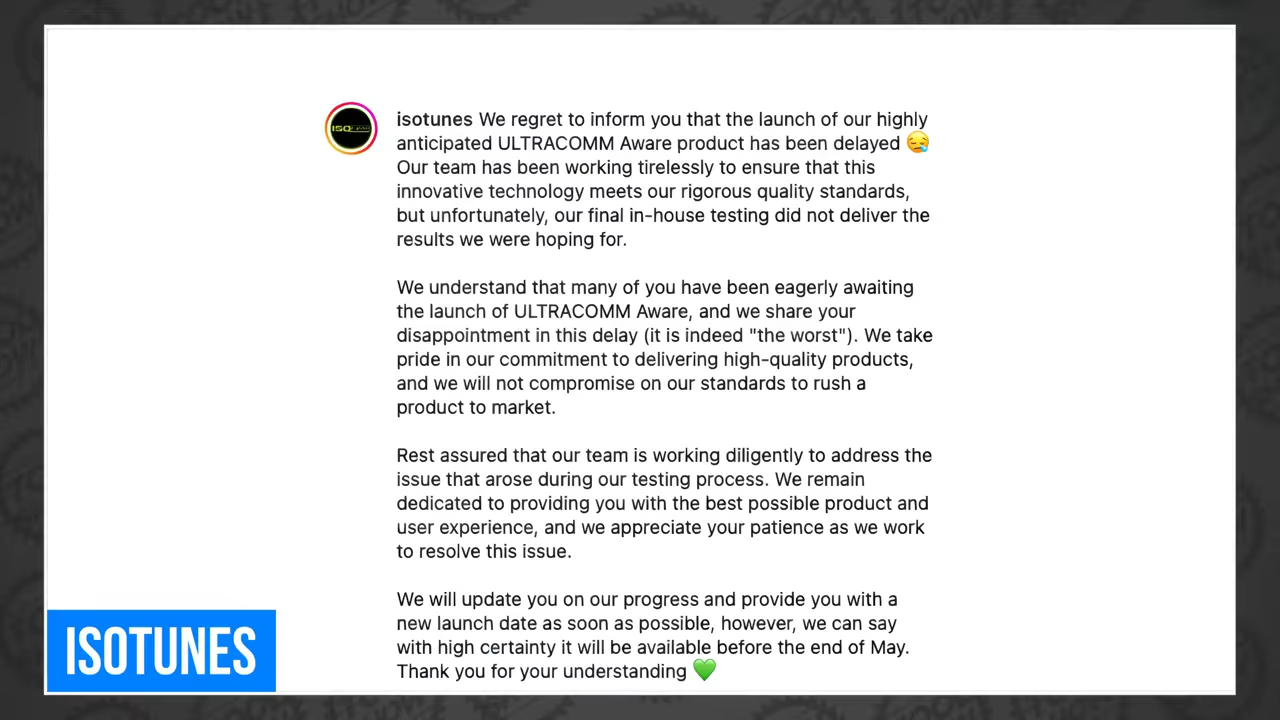 isotunes We regret to inform you that the launch of our highly
anticipated ULTRACOMM Aware product has been delayed 😪
Our team has been working tirelessly to ensure that this
innovative technology meets our rigorous quality standards,
but unfortunately, our final in-house testing did not deliver the
results we were hoping for.
We understand that many of you have been eagerly awaiting
the launch of ULTRACOMM Aware, and we share your
disappointment in this delay (it is indeed "the worst"). We take
pride in our commitment to delivering high-quality products,
and we will not compromise on our standards to rush a
product to market.
Rest assured that our team is working diligently to address the
issue that arose during our testing process. We remain
dedicated to providing you with the best possible product and
user experience, and we appreciate your patience as we work
to resolve this issue.
We will update you on our progress and provide you with a
new launch date as soon as possible, however, we can say
with high certainty it will be available before the end of May.
Thank you for your understanding 💚
ISOTUNES